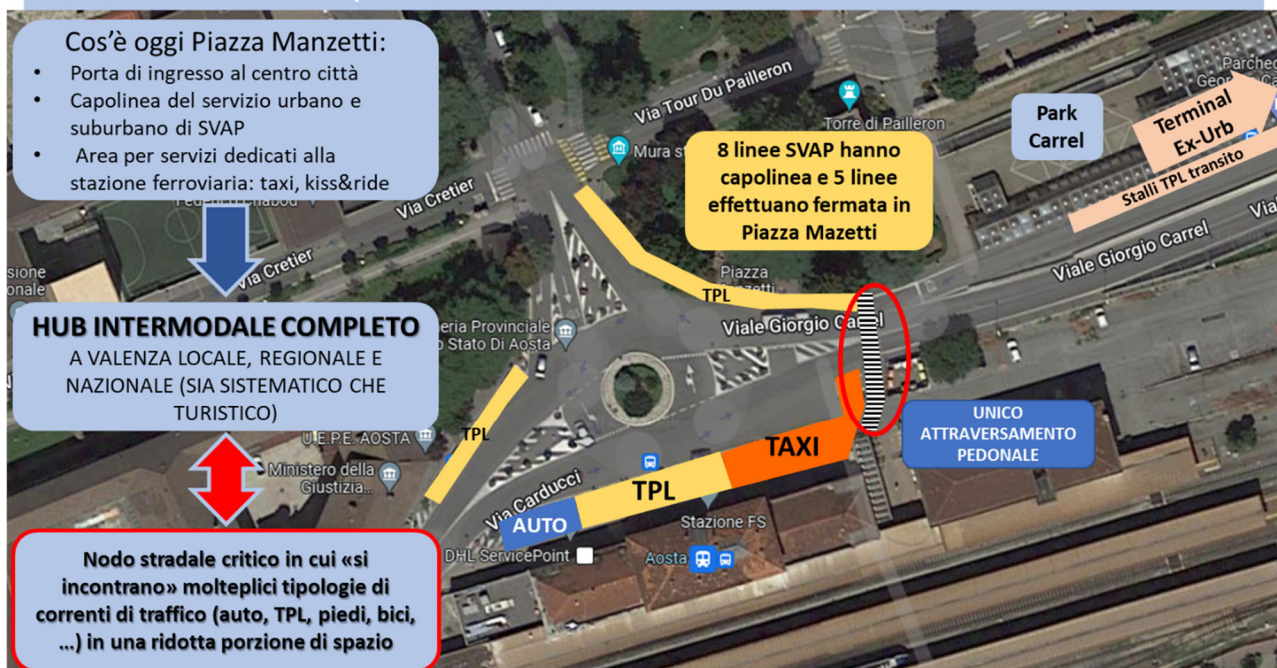 Cos'è oggi Piazza Manzetti:
• Porta di ingresso al centro città
• Capolinea del servizio urbano e
suburbano di SVAP
• Area per servizi dedicati alla
stazione ferroviaria: taxi, kiss&ride
HUB INTERMODALE COMPLETO
A VALENZA LOCALE, REGIONALE E
NAZIONALE (SIA SISTEMATICO CHE
TURISTICO)
Nodo stradale critico in cui «si
incontrano» molteplici tipologie di
correnti di traffico (auto, TPL, piedi, bici,
...) in una ridotta porzione di spazio
8 linee SVAP hanno
capolinea e 5 linee
effettuano fermata in
Piazza Mazetti
Park
Carrel
Terminal
Ex-Urb
Stalli TPL transito
UNICO
ATTRAVERSAMENTO
PEDONALE
TPL
TPL
TPL
TAXI
AUTO
Via Tour Du Pailleron
Torre di Pailleron
Mura
Via Cretier
Via Cretier
Piazza
Viale Giorgio Carrel
Viale Giorgio Carrel
Provinciale
Stato Di Aosta
U.E.P.E. AOSTA
Ministero della
Giustizia...
Via Carducci
Stazione FS
DHL ServicePoint
Aosta